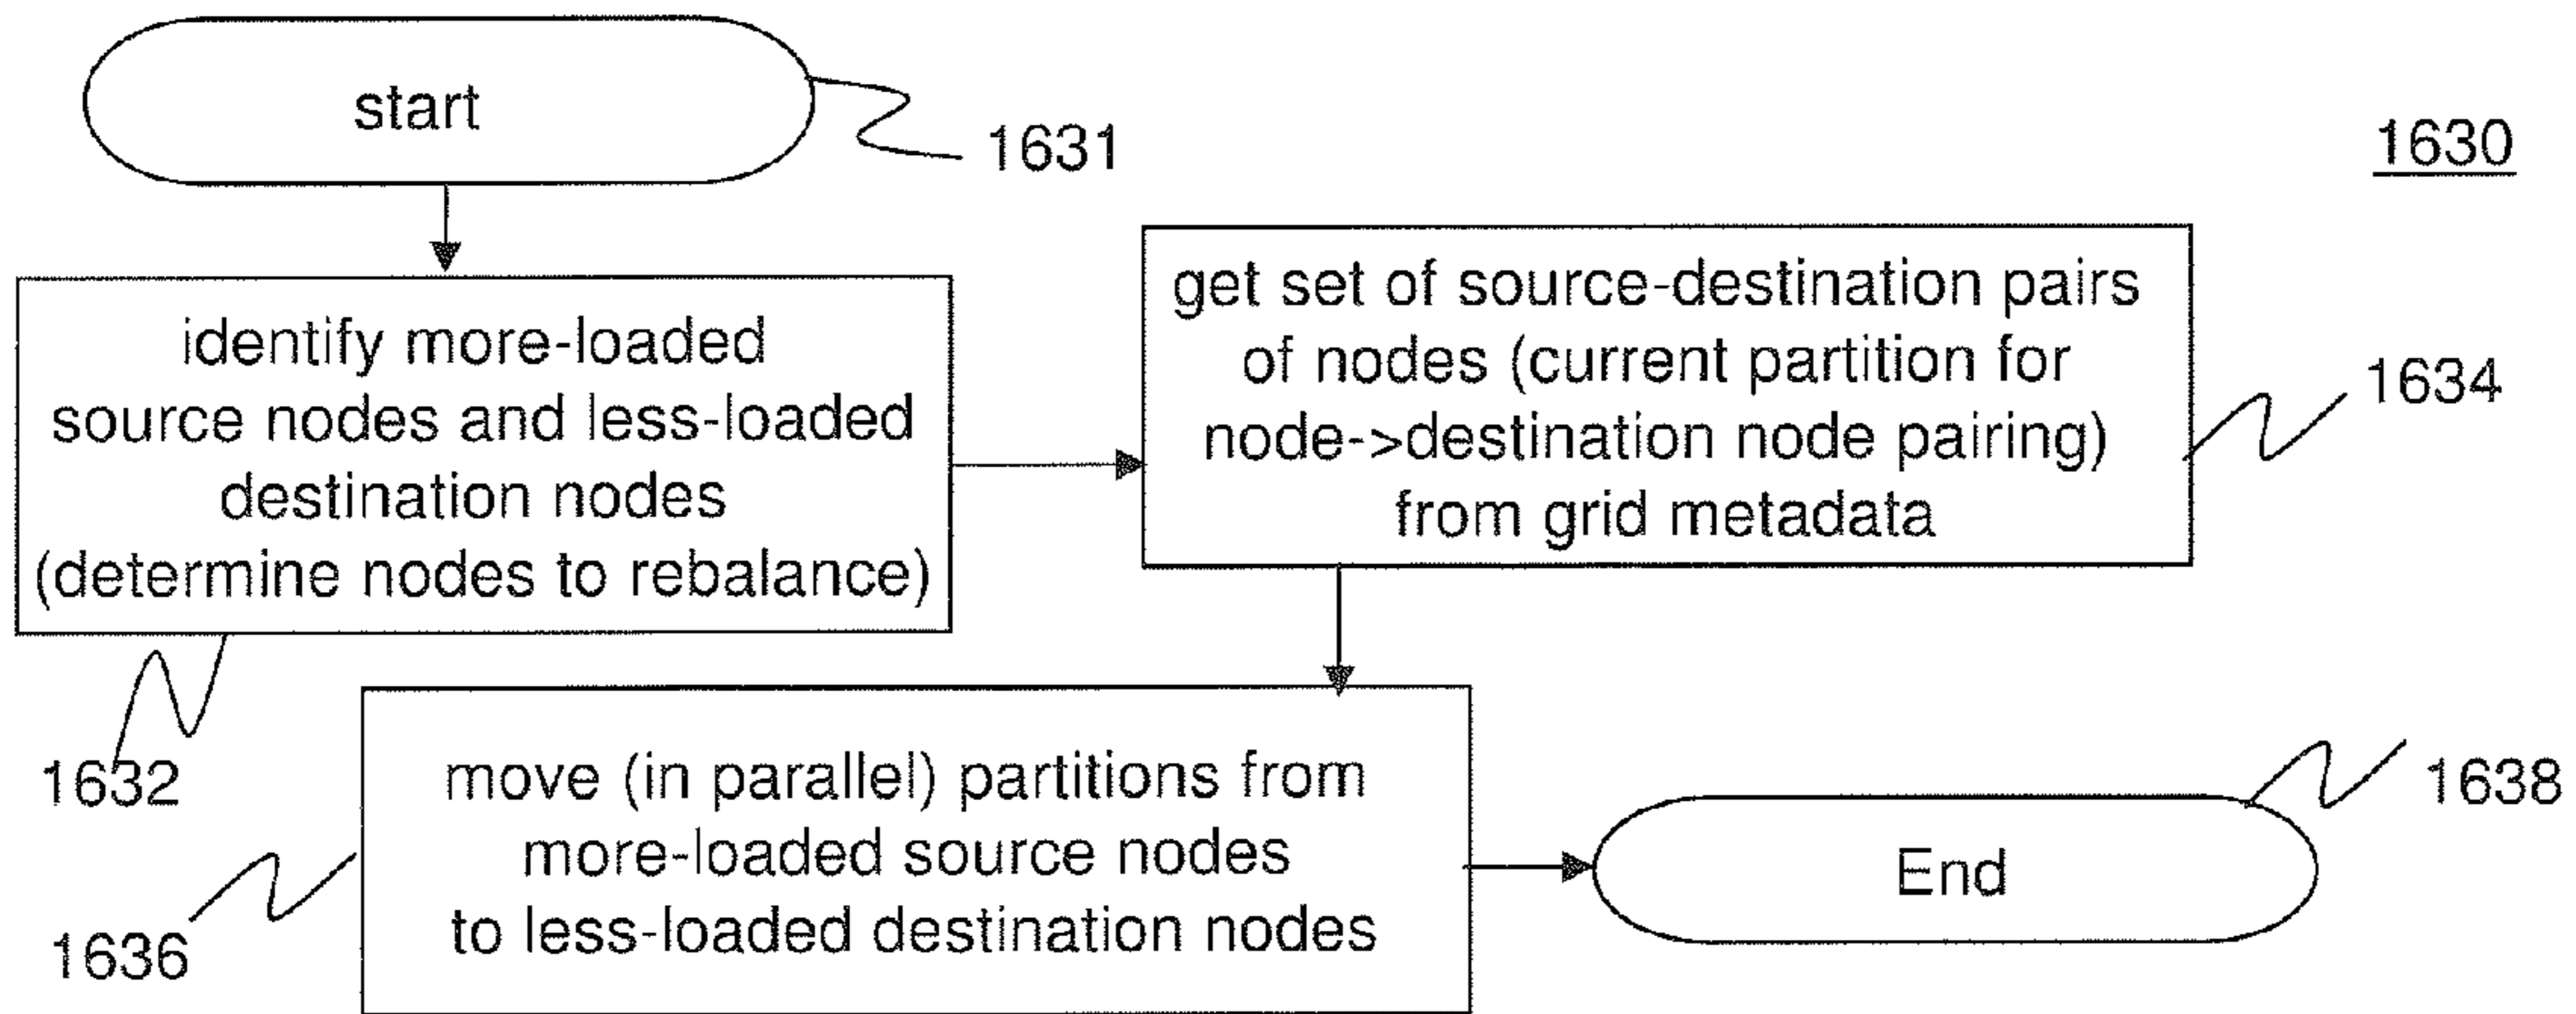 start
1631
1630
identify more-loaded
source nodes and less-loaded
destination nodes
(determine nodes to rebalance)
1632
get set of source-destination pairs
of nodes (current partition for
node->destination node pairing)
from grid metadata
1634
move (in parallel) partitions from
more-loaded source nodes
to less-loaded destination nodes
1636
End
1638